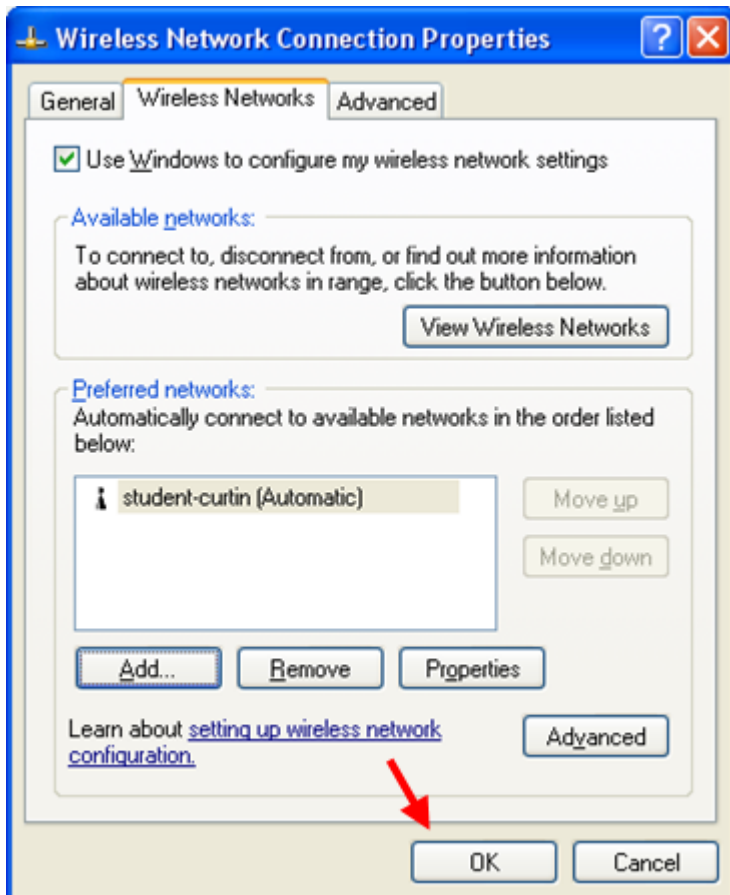 Wireless Network Connection Properties
General Wireless Networks Advanced
Use Windows to configure my wireless network settings
Available networks:
To connect to, disconnect from, or find out more information
about wireless networks in range, click the button below.
View Wireless Networks
Preferred networks:
Automatically connect to available networks in the order listed
below:
student-curtin (Automatic)
Move up
Move down
Add... Remove Properties
Learn about setting up wireless network
configuration.
Advanced
OK Cancel